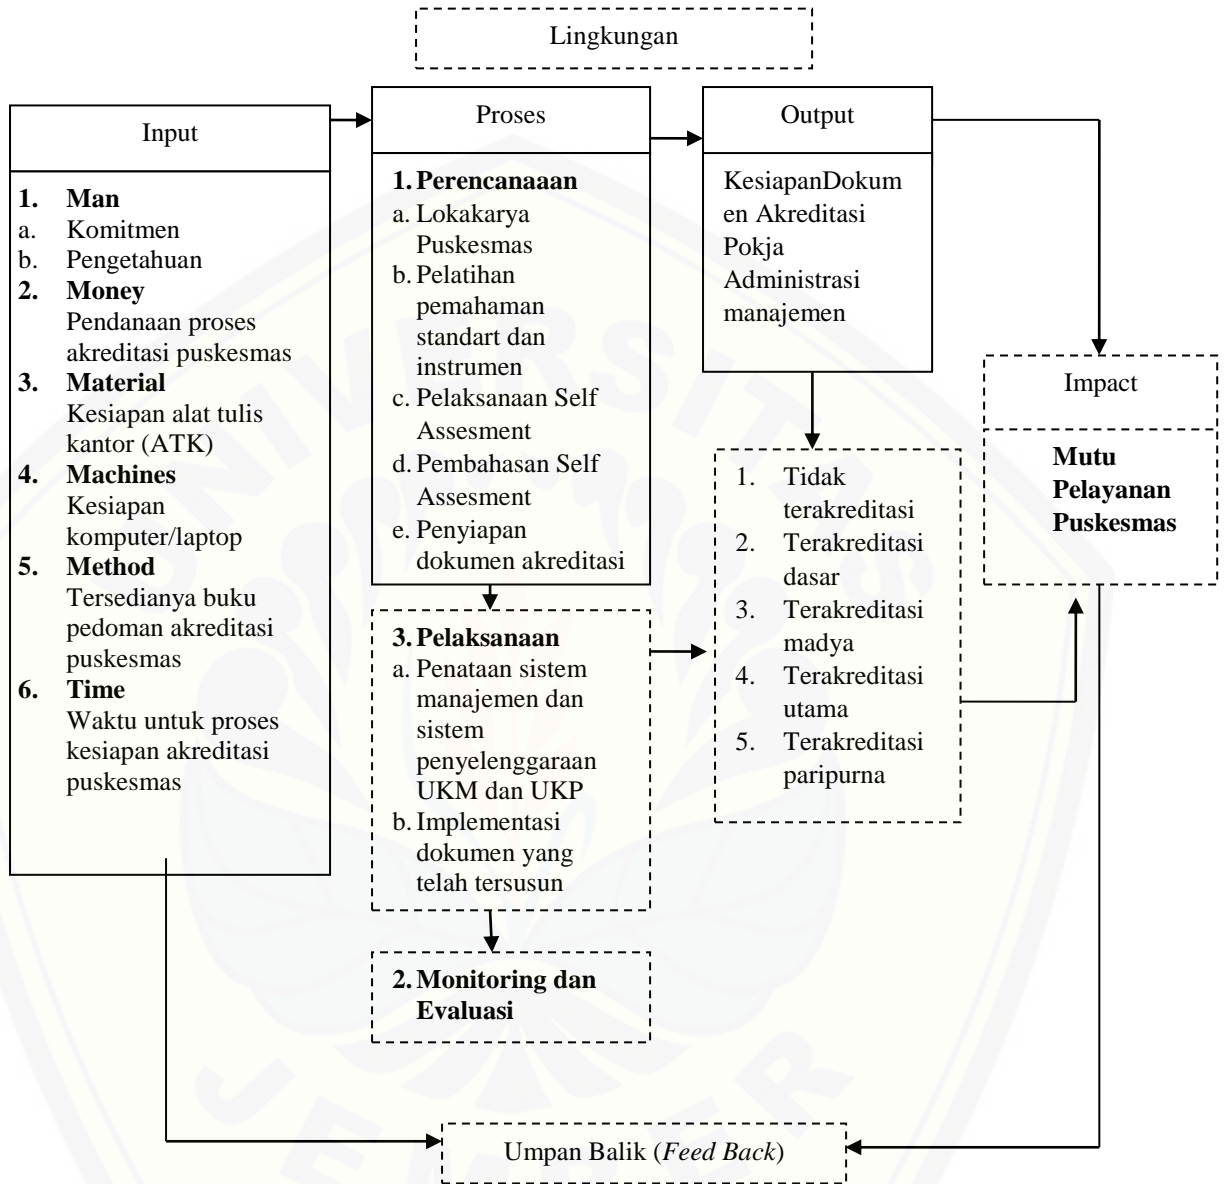 Lingkungan
Input
1. Man
a. Komitmen
b. Pengetahuan
2. Money
Pendanaan proses
akreditasi puskesmas
3. Material
Kesiapan alat tulis
kantor (ATK)
4. Machines
Kesiapan
komputer/laptop
5. Method
Tersedianya buku
pedoman akreditasi
puskesmas
6. Time
Waktu untuk proses
kesiapan akreditasi
puskesmas
Proses
1. Perencanaaan
a. Lokakarya
Puskesmas
b. Pelatihan
pemahaman
standart dan
instrumen
c. Pelaksanaan Self
Assesment
d. Pembahasan Self
Assesment
e. Penyiapan
dokumen akreditasi
3. Pelaksanaan
a. Penataan sistem
manajemen dan
sistem
penyelenggaraan
UKM dan UKP
b. Implementasi
dokumen yang
telah tersusun
2. Monitoring dan
Evaluasi
Output
KesiapanDokum
en Akreditasi
Pokja
Administrasi
manajemen
1. Tidak
terakreditasi
2. Terakreditasi
dasar
3. Terakreditasi
madya
4. Terakreditasi
utama
5. Terakreditasi
paripurna
Impact
Mutu
Pelayanan
Puskesmas
Umpan Balik (Feed Back)
UNIVERSITAS
JEMBER